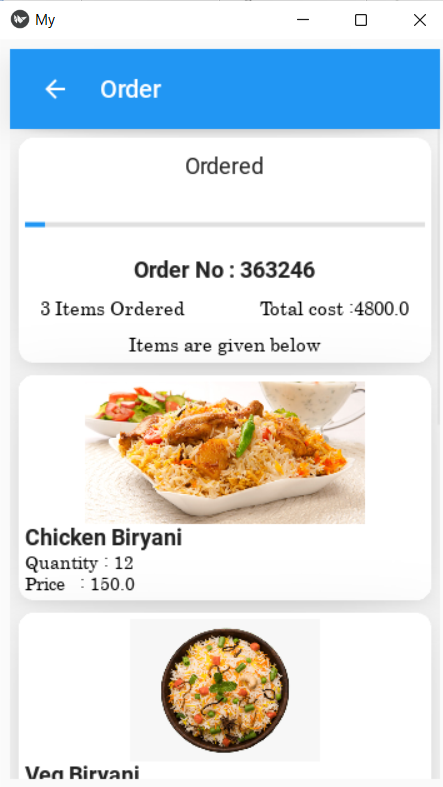 My
Order
Ordered
Order No : 363246
3 Items Ordered Total cost :4800.0
Items are given below
Chicken Biryani
Quantity : 12
Price : 150.0
Veg Biryani